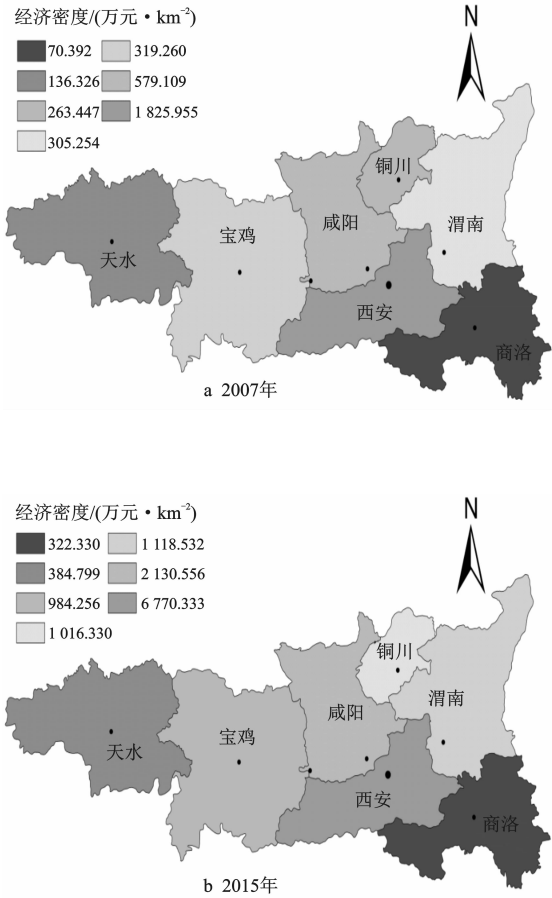 经济密度/(万元·km⁻²)
70.392 319.260
136.326 579.109
263.447 1 825.955
305.254
N
铜川
咸阳
渭南
宝鸡
天水
西安
商洛
a 2007年
经济密度/(万元·km⁻²)
322.330 1 118.532
384.799 2 130.556
984.256 6 770.333
1 016.330
N
铜川
渭南
咸阳
宝鸡
天水
西安
商洛
b 2015年